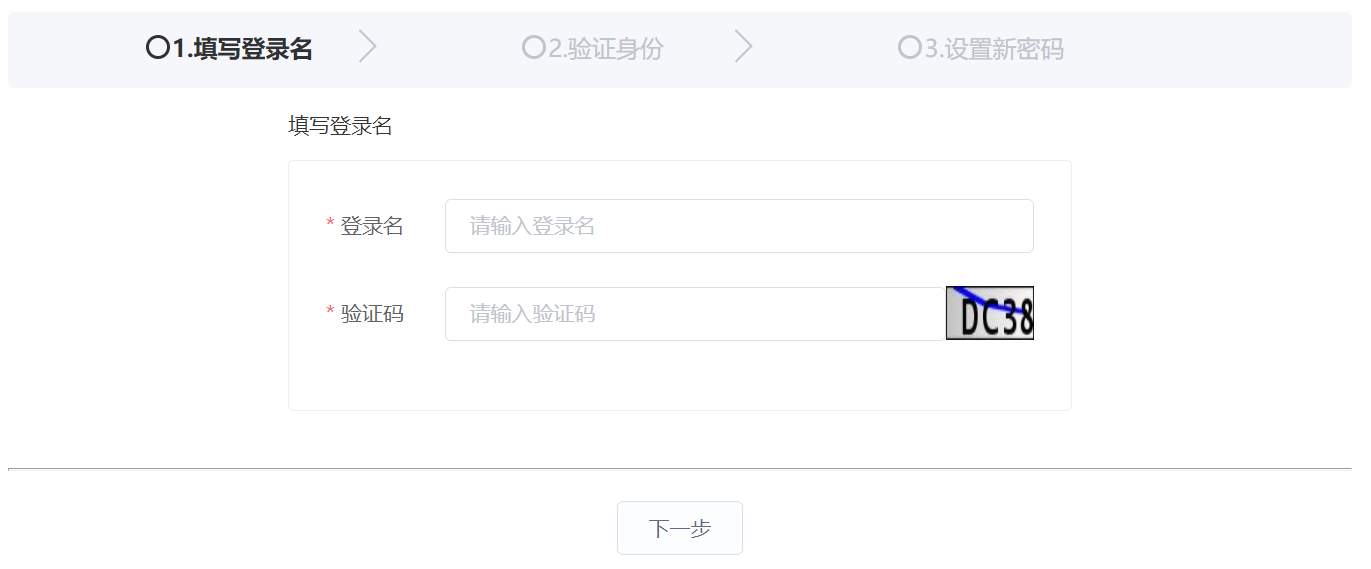 1.填写登录名 2.验证身份 3.设置新密码
填写登录名
* 登录名 请输入登录名
* 验证码 请输入验证码 DC38
下一步